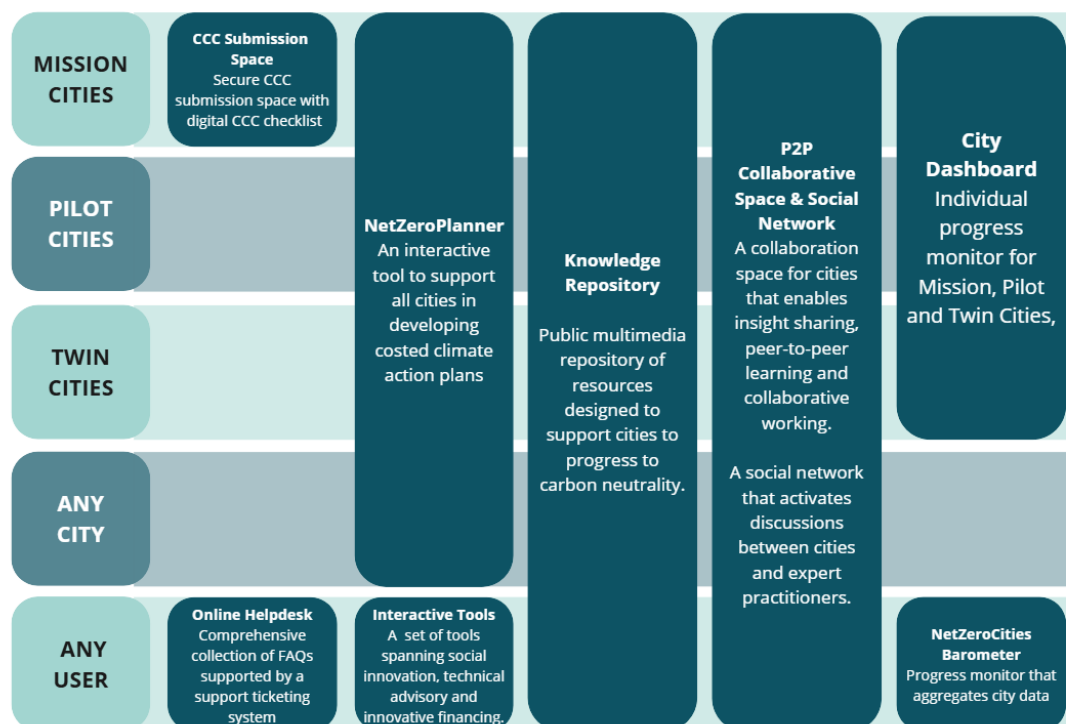 MISSION
CITIES
PILOT
CITIES
TWIN
CITIES
ANY
CITY
ANY
USER
CCC Submission
Space
Secure CCC
submission space with
digital CCC checklist
Online Helpdesk
Comprehensive
collection of FAQs
supported by a
support ticketing
system
NetZeroPlanner
An interactive
tool to support
all cities in
developing
costed climate
action plans
Interactive Tools
A set of tools
spanning social
innovation, technical
advisory and
innovative financing.
Knowledge
Repository
Public multimedia
repository of
resources
designed to
support cities to
progress to
carbon neutrality.
P2P
Collaborative
Space & Social
Network
A collaboration
space for cities
that enables
insight sharing,
peer-to-peer
learning and
collaborative
working.
A social network
that activates
discussions
between cities
and expert
practitioners.
City
Dashboard
Individual
progress
monitor for
Mission, Pilot
and Twin Cities,
NetZeroCities
Barometer
Progress monitor that
aggregates city data